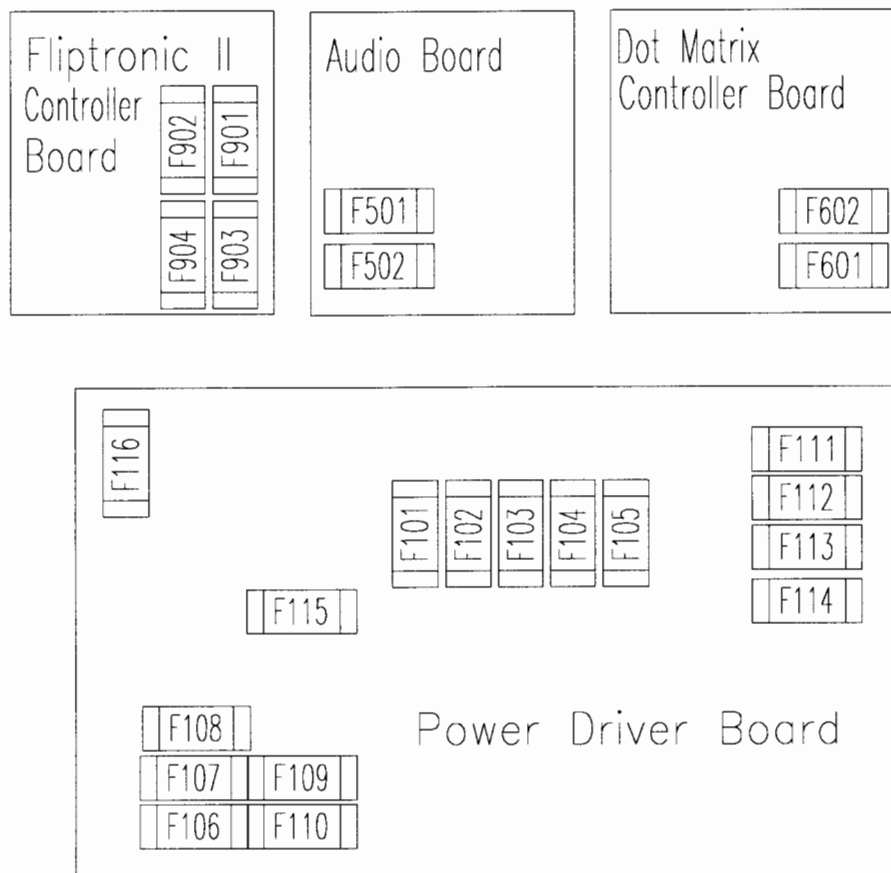 Fliptronic II
Controller
Board
F902
F901
F904
F903
Audio Board
F501
F502
Dot Matrix
Controller Board
F602
F601
F116
F101
F102
F103
F104
F105
F111
F112
F113
F114
F115
F108
F107
F109
F106
F110
Power Driver Board